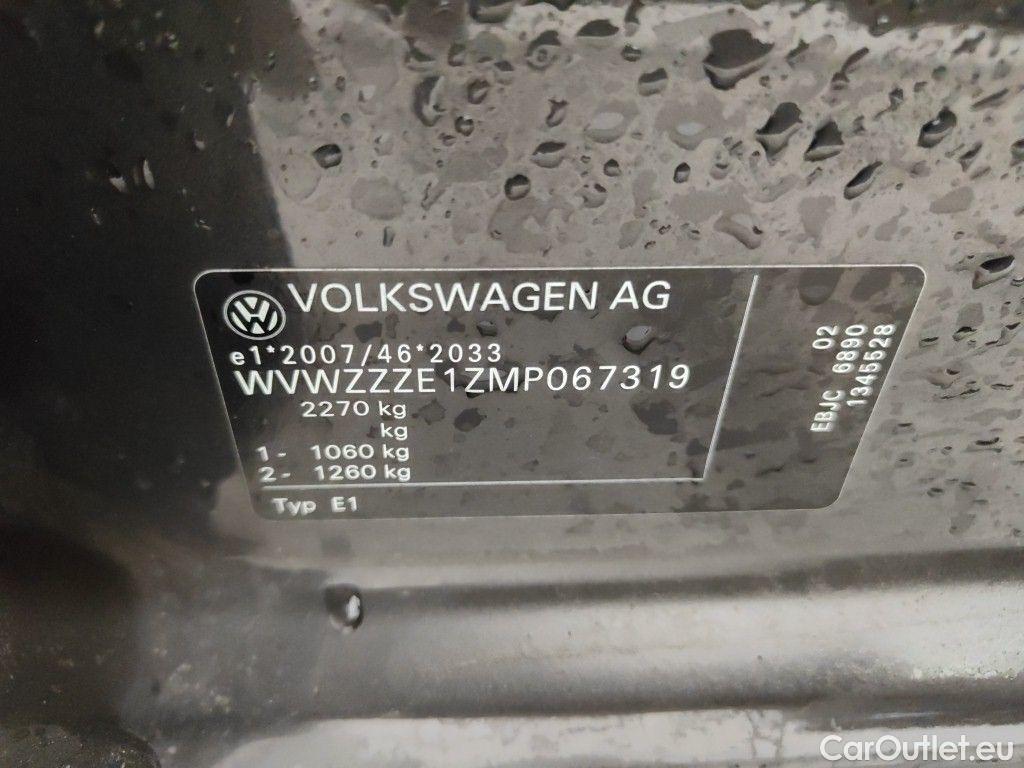 VOLKSWAGEN AG
e1*2007/46*2033
WVWZZZE1ZMP067319
2270 kg
kg
1 - 1060 kg
2 - 1260 kg
Typ E1
02
EBJC 6890
1345528
CarOutlet.eu